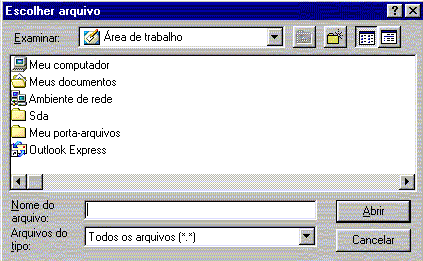 Escolher arquivo
Examinar: Área de trabalho
Meu computador
Meus documentos
Ambiente de rede
Sda
Meu porta-arquivos
Outlook Express
Nome do
arquivo:
Abrir
Arquivos do
tipo:
Todos os arquivos (*.*)
Cancelar